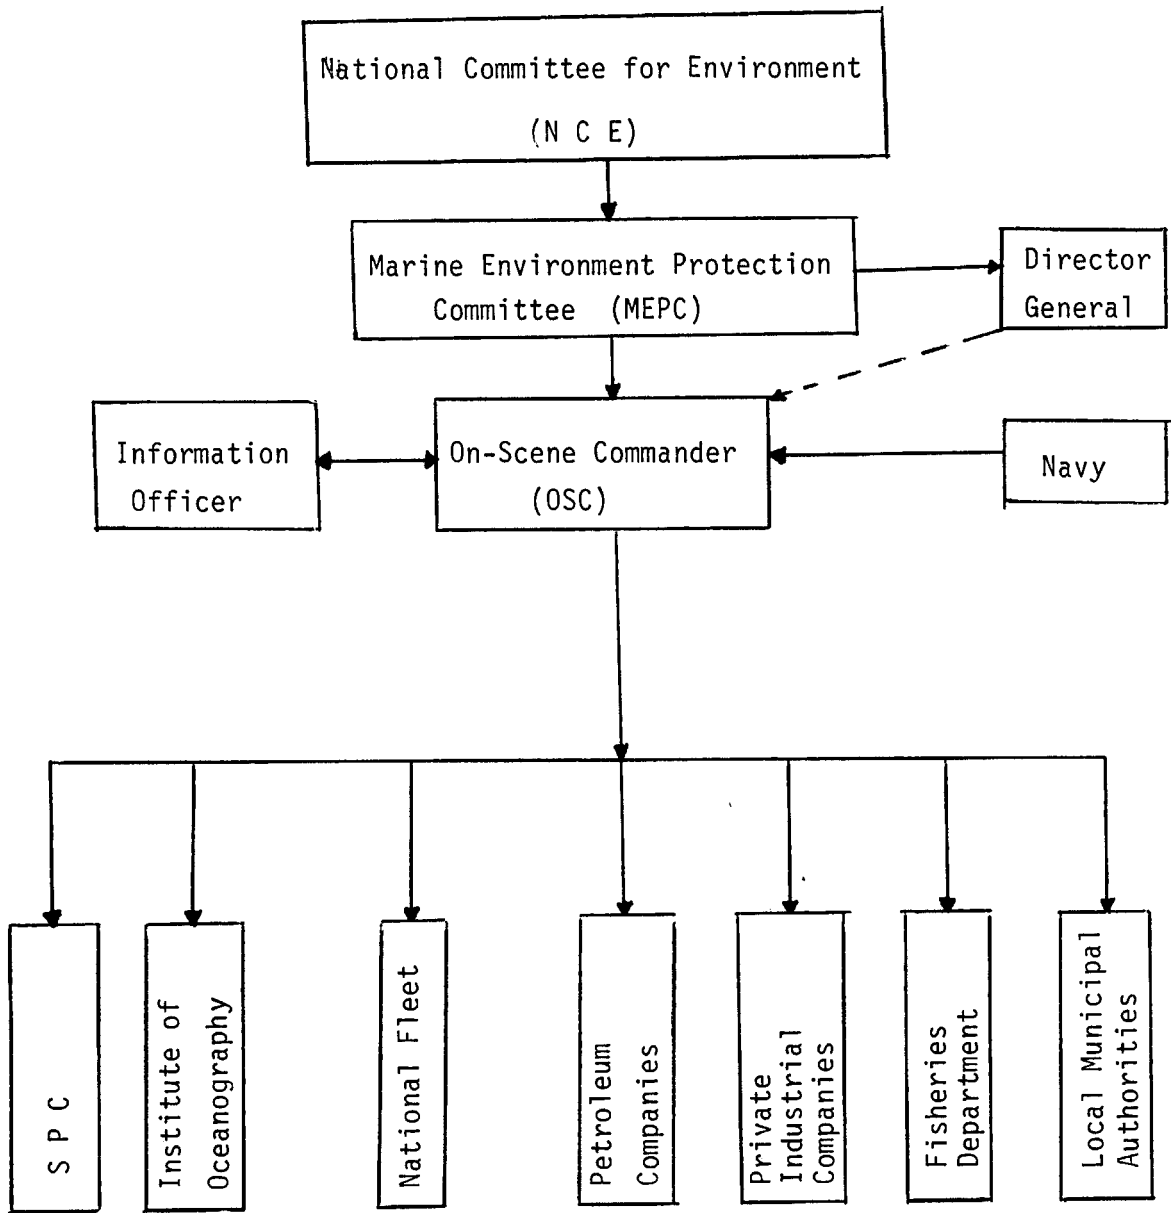 National Committee for Environment
(N C E)
Marine Environment Protection
Committee (MEPC)
Director
General
Information
Officer
On-Scene Commander
(OSC)
Navy
S P C
Institute of
Oceanography
National Fleet
Petroleum
Companies
Private
Industrial
Companies
Fisheries
Department
Local Municipal
Authorities